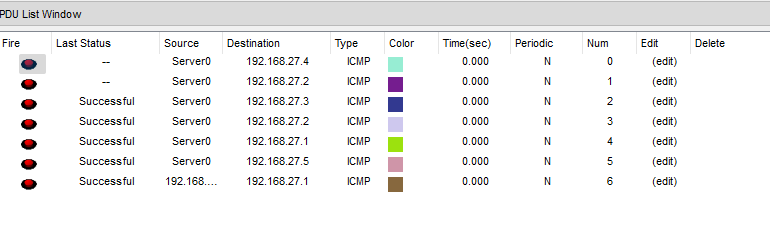 PDU List Window
Fire Last Status Source Destination Type Color Time(sec) Periodic Num Edit Delete
-- Server0 192.168.27.4 ICMP 0.000 N 0 (edit)
-- Server0 192.168.27.2 ICMP 0.000 N 1 (edit)
Successful Server0 192.168.27.3 ICMP 0.000 N 2 (edit)
Successful Server0 192.168.27.2 ICMP 0.000 N 3 (edit)
Successful Server0 192.168.27.1 ICMP 0.000 N 4 (edit)
Successful Server0 192.168.27.5 ICMP 0.000 N 5 (edit)
Successful 192.168.... 192.168.27.1 ICMP 0.000 N 6 (edit)